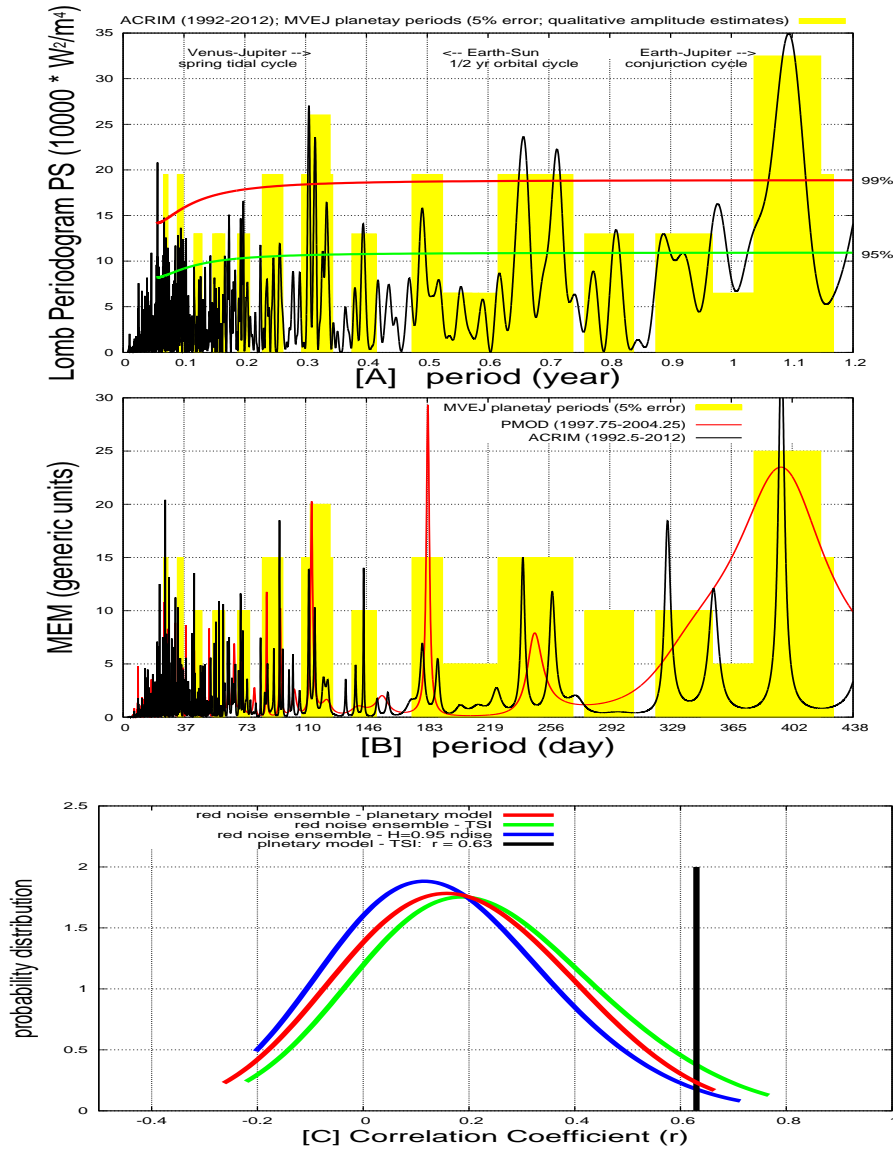 ACRIM (1992-2012); MVEJ planetay periods (5% error; qualitative amplitude estimates)
Lomb Periodogram PS (10000 * W²/m⁴)
35
30
25
20
15
10
5
0
Venus-Jupiter -->
spring tidal cycle
<-- Earth-Sun
1/2 yr orbital cycle
Earth-Jupiter -->
conjunction cycle
99%
95%
0 0.1 0.2 0.3 0.4 0.5 0.6 0.7 0.8 0.9 1 1.1 1.2
[A] period (year)
MEM (generic units)
30
25
20
15
10
5
0
MVEJ planetay periods (5% error)
PMOD (1997.75-2004.25)
ACRIM (1992.5-2012)
0 37 73 110 146 183 219 256 292 329 365 402 438
[B] period (day)
probability distribution
2.5
2
1.5
1
0.5
0
red noise ensemble - planetary model
red noise ensemble - TSI
red noise ensemble - H=0.95 ndise
plnetary model - TSI: r = 0.63
-0.4 -0.2 0 0.2 0.4 0.6 0.8 1
[C] Correlation Coefficient (r)